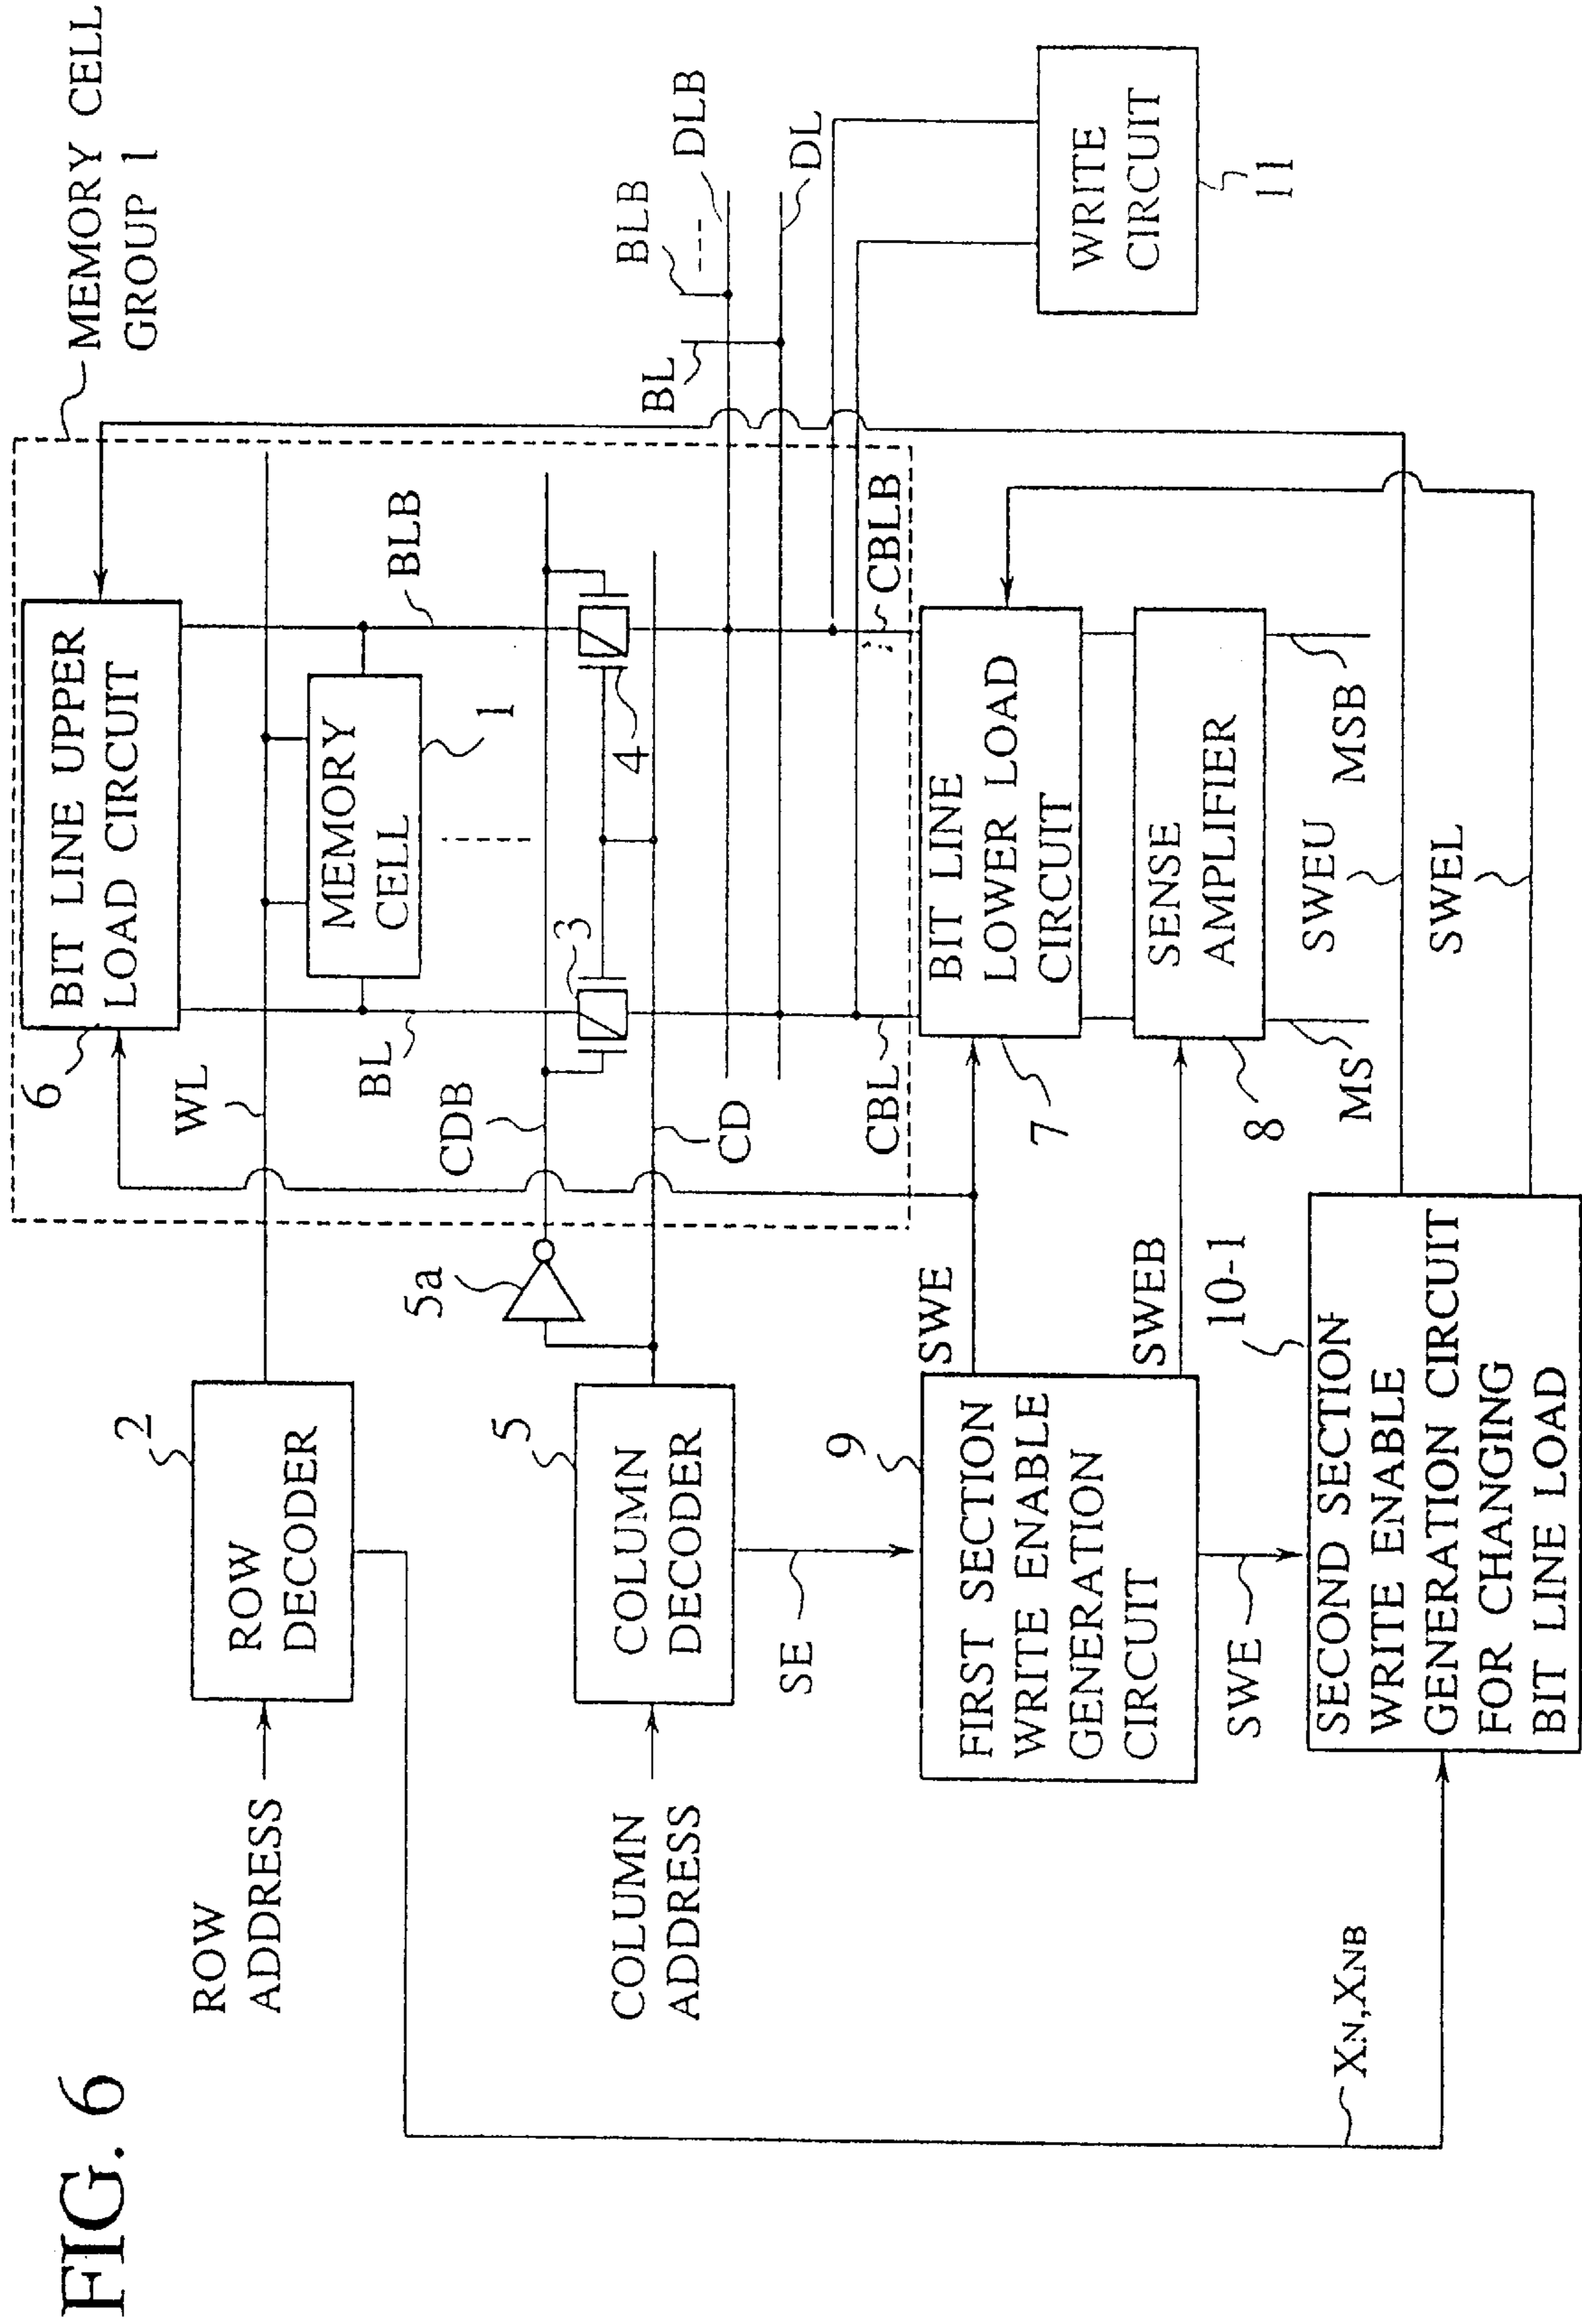 FIG. 6
MEMORY CELL
GROUP 1
6
BIT LINE UPPER
LOAD CIRCUIT
WL
2
ROW
ADDRESS
ROW
DECODER
MEMORY
CELL
1
BL
BLB
CDB
5a
3
4
5
COLUMN
ADDRESS
COLUMN
DECODER
CD
BL
BLB
DLB
DL
SE
CBL
CBLB
9
FIRST SECTION
WRITE ENABLE
GENERATION
CIRCUIT
SWE
SWEB
7
BIT LINE
LOWER LOAD
CIRCUIT
8
SENSE
AMPLIFIER
WRITE
CIRCUIT
11
SWE
10-1
MS
MSB
SWEU
SWEL
SECOND SECTION
WRITE ENABLE
GENERATION CIRCUIT
FOR CHANGING
BIT LINE LOAD
XN,XNB